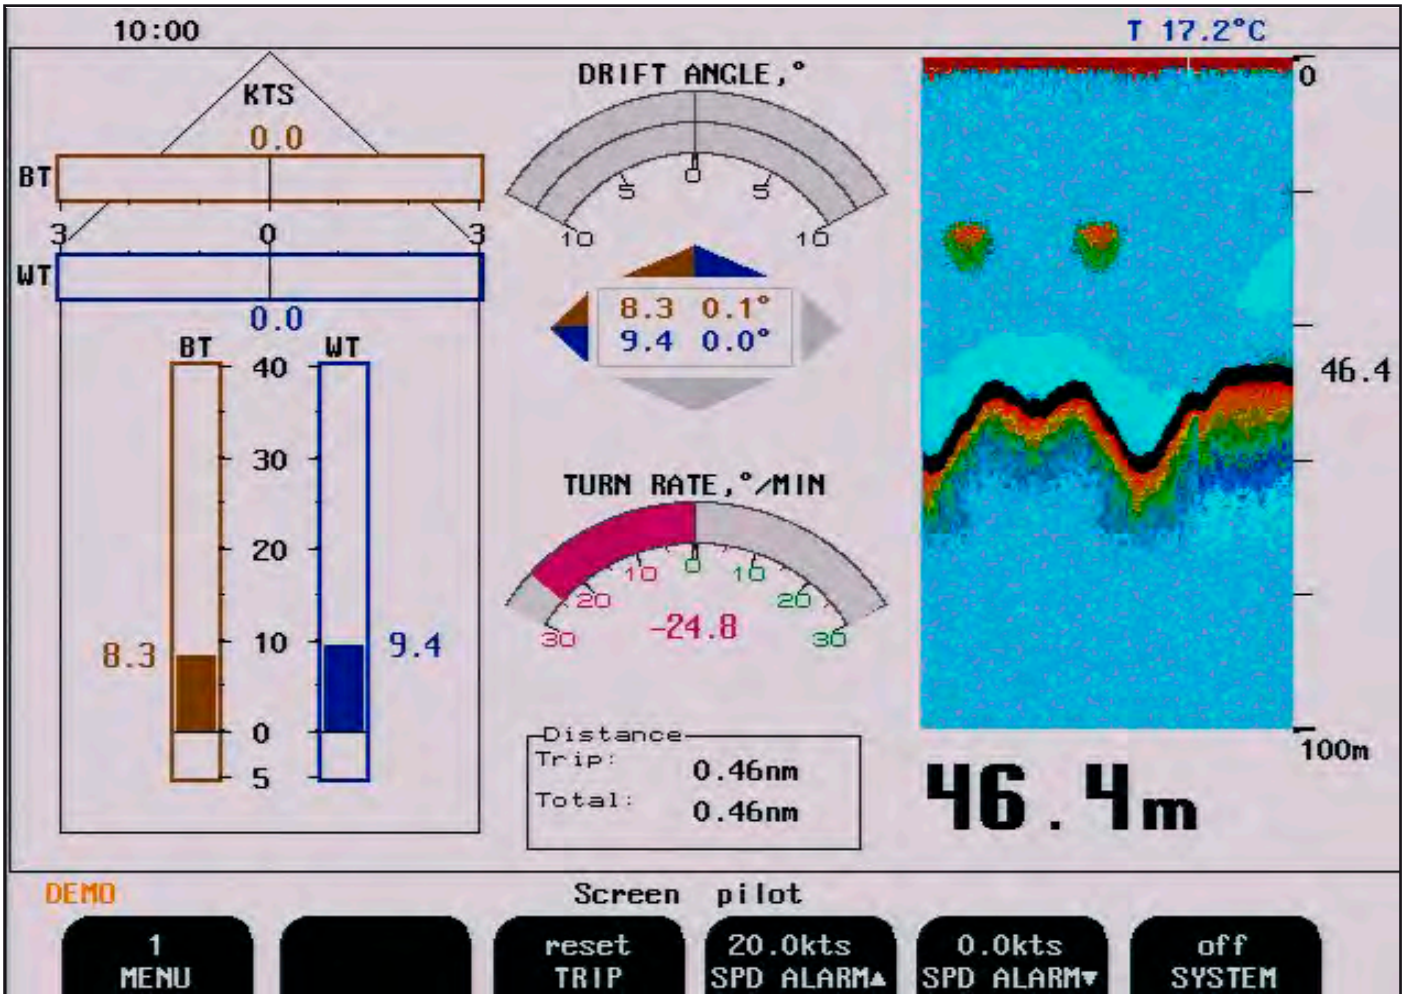 10:00
T 17.2°C
KTS
0.0
BT
3 0 3
WT
0.0
BT WT
40
30
20
10
0
5
8.3
9.4
DRIFT ANGLE,°
10 5 0 5 10
8.3 0.1°
9.4 0.0°
TURN RATE,°/MIN
30 20 10 0 10 20 30
-24.8
Distance
Trip: 0.46nm
Total: 0.46nm
0
46.4
100m
46.4m
DEMO
Screen pilot
1
MENU
reset
TRIP
20.0kts
SPD ALARM▲
0.0kts
SPD ALARM▼
off
SYSTEM